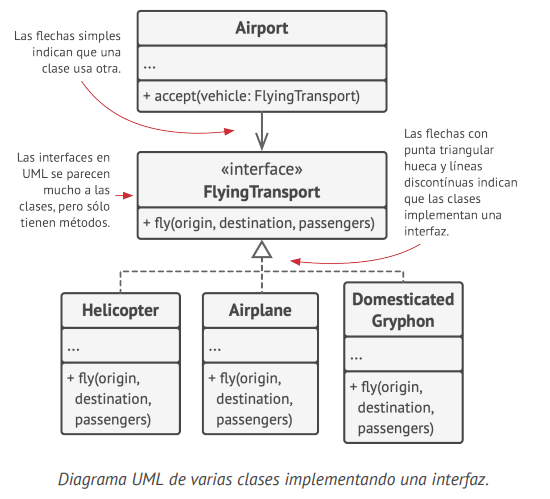 Las flechas simples
indican que una
clase usa otra.
Airport
...
+ accept(vehicle: FlyingTransport)
Las flechas con
punta triangular
hueca y líneas
discontínuas indican
que las clases
implementan una
interfaz.
Las interfaces en
UML se parecen
mucho a las
clases, pero sólo
tienen métodos.
«interface»
FlyingTransport
+ fly(origin, destination, passengers)
Helicopter
...
+ fly(origin,
destination,
passengers)
Airplane
...
+ fly(origin,
destination,
passengers)
Domesticated
Gryphon
...
+ fly(origin,
destination,
passengers)
Diagrama UML de varias clases implementando una interfaz.